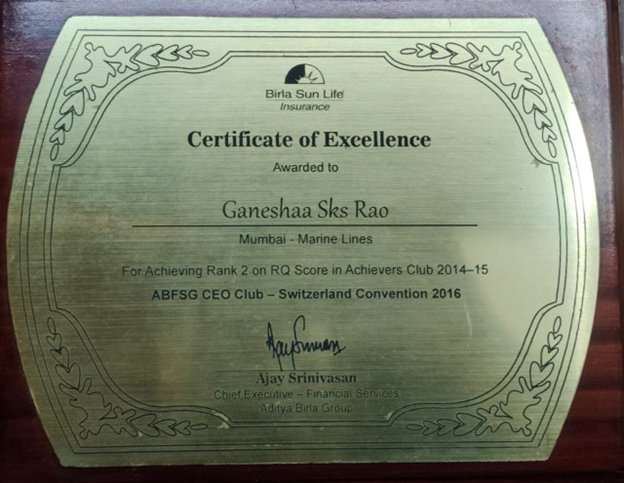 Birla Sun Life
Insurance
Certificate of Excellence
Awarded to
Ganeshaa Sks Rao
Mumbai - Marine Lines
For Achieving Rank 2 on RQ Score in Achievers Club 2014–15
ABFSG CEO Club – Switzerland Convention 2016
Ajay Srinivasan
Ajay Srinivasan
Chief Executive – Financial Services
Aditya Birla Group